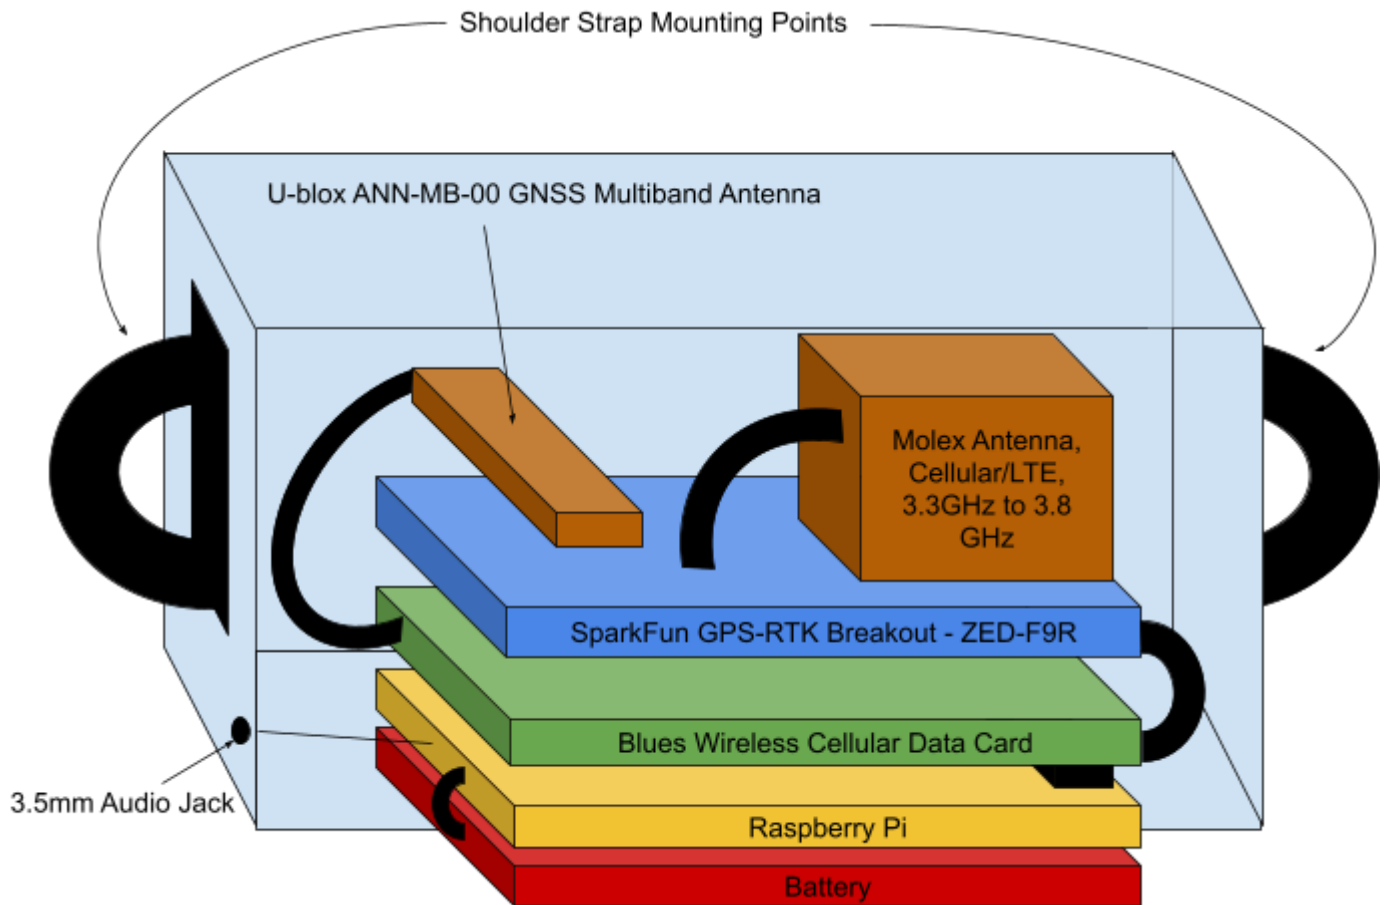 Shoulder Strap Mounting Points
U-blox ANN-MB-00 GNSS Multiband Antenna
Molex Antenna,
Cellular/LTE,
3.3GHz to 3.8
GHz
SparkFun GPS-RTK Breakout - ZED-F9R
Blues Wireless Cellular Data Card
3.5mm Audio Jack
Raspberry Pi
Battery